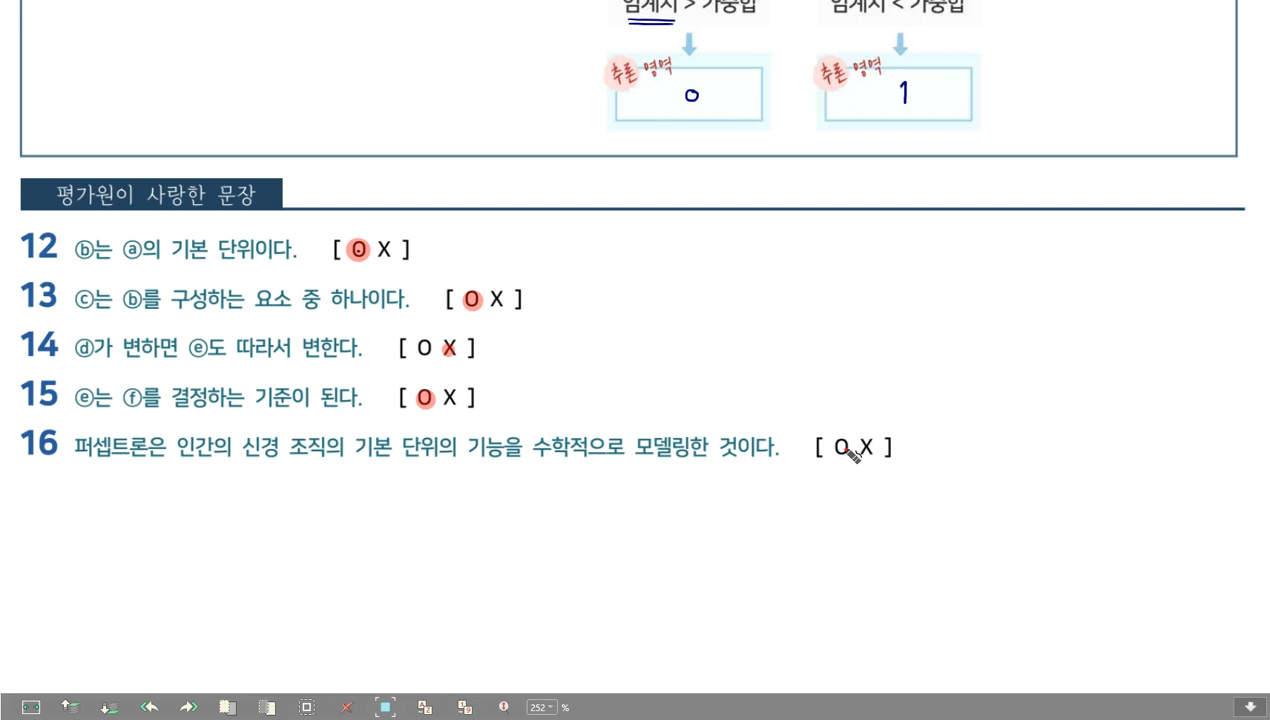 임계치 > 가중합 임계치 < 가중합
추론 영역 추론 영역
0 1
평가원이 사랑한 문장
12 ⓑ는 ⓐ의 기본 단위이다. [ O X ]
13 ⓒ는 ⓑ를 구성하는 요소 중 하나이다. [ O X ]
14 ⓓ가 변하면 ⓔ도 따라서 변한다. [ O X ]
15 ⓔ는 ⓕ를 결정하는 기준이 된다. [ O X ]
16 퍼셉트론은 인간의 신경 조직의 기본 단위의 기능을 수학적으로 모델링한 것이다. [ O X ]
252 %